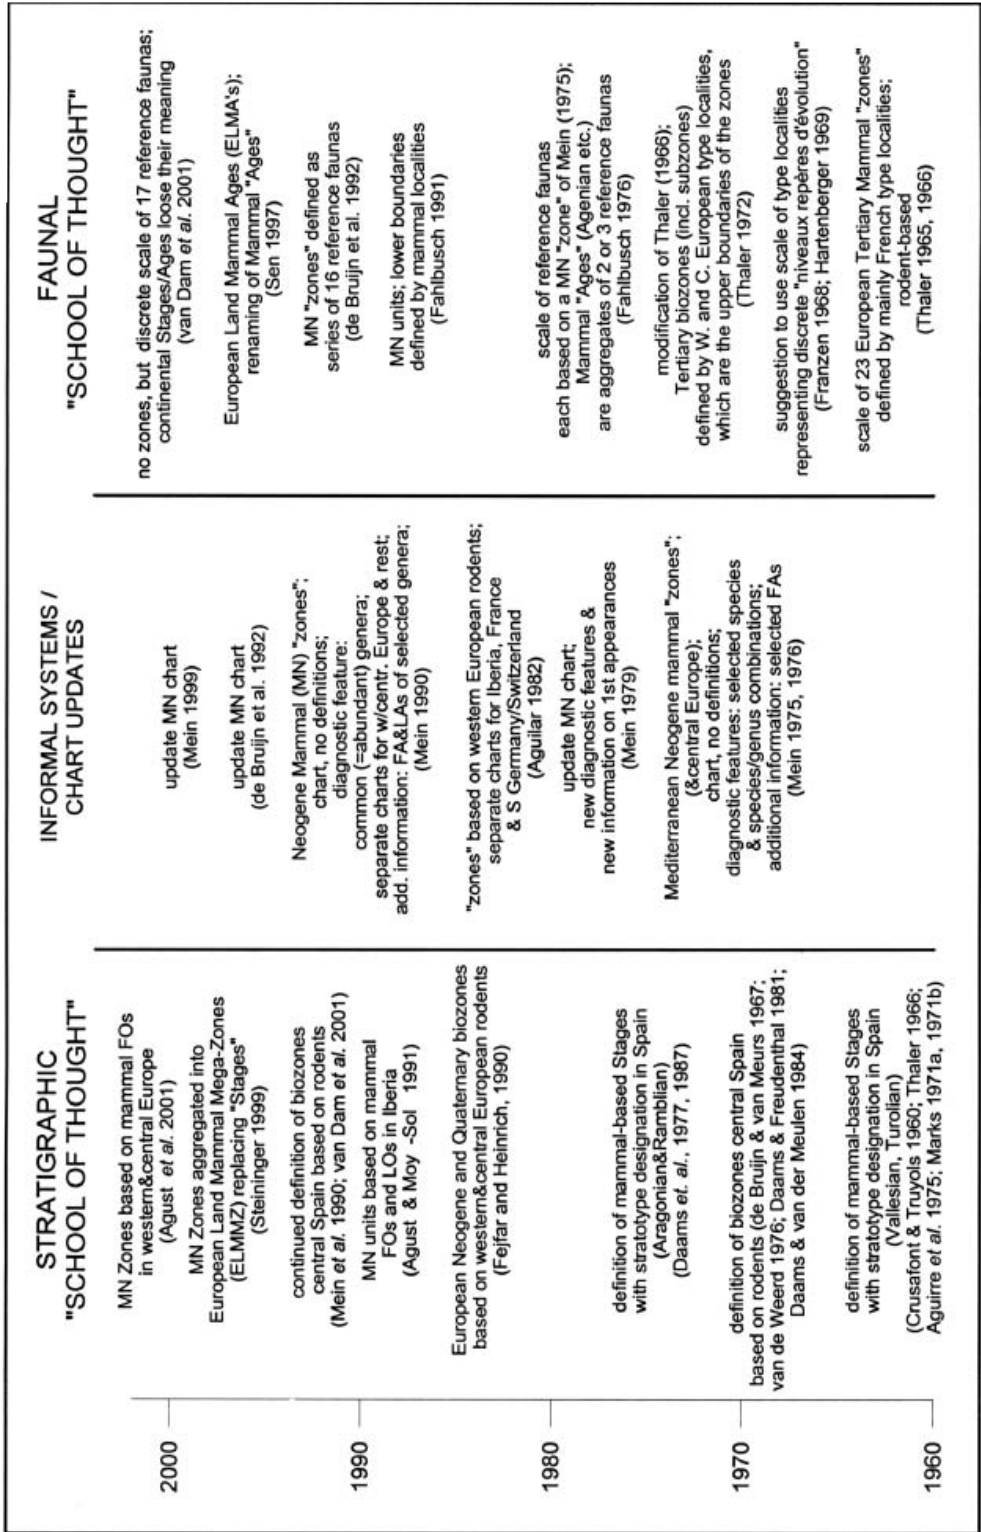 STRATIGRAPHIC
"SCHOOL OF THOUGHT"
MN Zones based on mammal FOs
in western&central Europe
(Agust et al. 2001)
MN Zones aggregated into
European Land Mammal Mega-Zones
(ELMMZ) replacing "Stages"
(Steininger 1999)
continued definition of biozones
central Spain based on rodents
(Mein et al. 1990; van Dam et al. 2001)
MN units based on mammal
FOs and LOs in Iberia
(Agust & Moy -Sol 1991)
European Neogene and Quaternary biozones
based on western&central European rodents
(Fejfar and Heinrich, 1990)
definition of mammal-based Stages
with stratotype designation in Spain
(Aragonian&Ramblian)
(Daams et. al., 1977, 1987)
definition of biozones central Spain
based on rodents (de Bruijn & van Meurs 1967;
van de Weerd 1976; Daams & Freudenthal 1981;
Daams & van der Meulen 1984)
definition of mammal-based Stages
with stratotype designation in Spain
(Vallesian, Turolian)
(Crusafont & Truyols 1960; Thaler 1966;
Aguirre et al. 1975; Marks 1971a, 1971b)
INFORMAL SYSTEMS /
CHART UPDATES
update MN chart
(Mein 1999)
update MN chart
(de Bruijn et al. 1992)
Neogene Mammal (MN) "zones";
chart, no definitions;
diagnostic feature:
common (=abundant) genera;
separate charts for w/centr. Europe & rest;
add. information: FA&LAs of selected genera;
(Mein 1990)
"zones" based on western European rodents;
separate charts for Iberia, France
& S Germany/Switzerland
(Aguilar 1982)
update MN chart;
new diagnostic features &
new information on 1st appearances
(Mein 1979)
Mediterranean Neogene mammal "zones";
(&central Europe);
chart, no definitions;
diagnostic features: selected species
& species/genus combinations;
additional information: selected FAs
(Mein 1975, 1976)
FAUNAL
"SCHOOL OF THOUGHT"
no zones, but discrete scale of 17 reference faunas;
continental Stages/Ages loose their meaning
(van Dam et al. 2001)
European Land Mammal Ages (ELMA's);
renaming of Mammal "Ages"
(Sen 1997)
MN "zones" defined as
series of 16 reference faunas
(de Bruijn et al. 1992)
MN units; lower boundaries
defined by mammal localities
(Fahlbusch 1991)
scale of reference faunas
each based on a MN "zone" of Mein (1975);
Mammal "Ages" (Agenian etc.)
are aggregates of 2 or 3 reference faunas
(Fahlbusch 1976)
modification of Thaler (1966);
Tertiary biozones (incl. subzones)
defined by W. and C. European type localities,
which are the upper boundaries of the zones
(Thaler 1972)
suggestion to use scale of type localities
representing discrete "niveaux repères d'évolution"
(Franzen 1968; Hartenberger 1969)
scale of 23 European Tertiary Mammal "zones"
defined by mainly French type localities;
rodent-based
(Thaler 1965, 1966)
2000
1990
1980
1970
1960